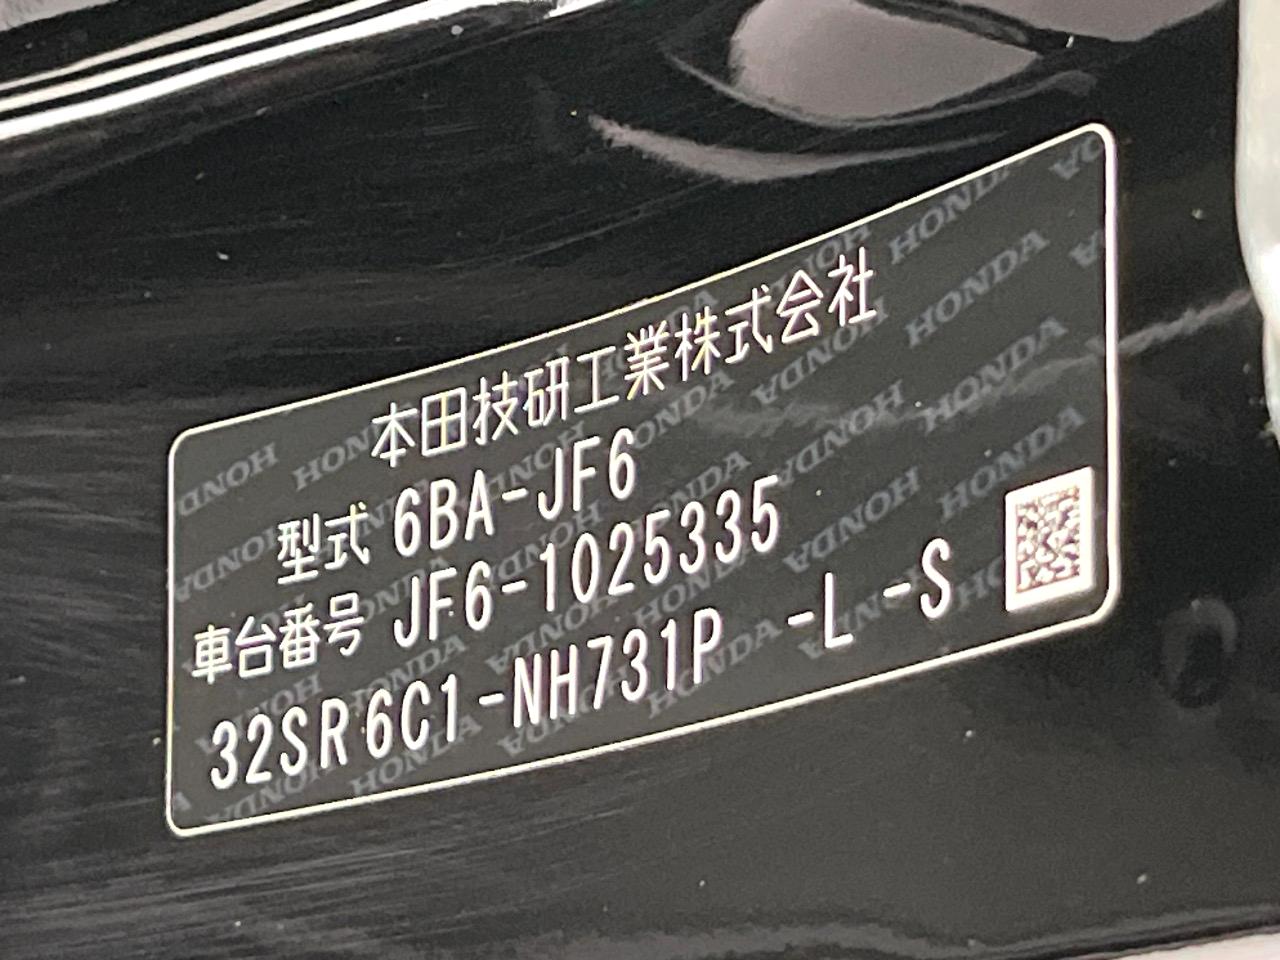 本田技研工業株式会社
型式 6BA-JF6
車台番号 JF6-1025335
32SR6C1-NH731P -L -S